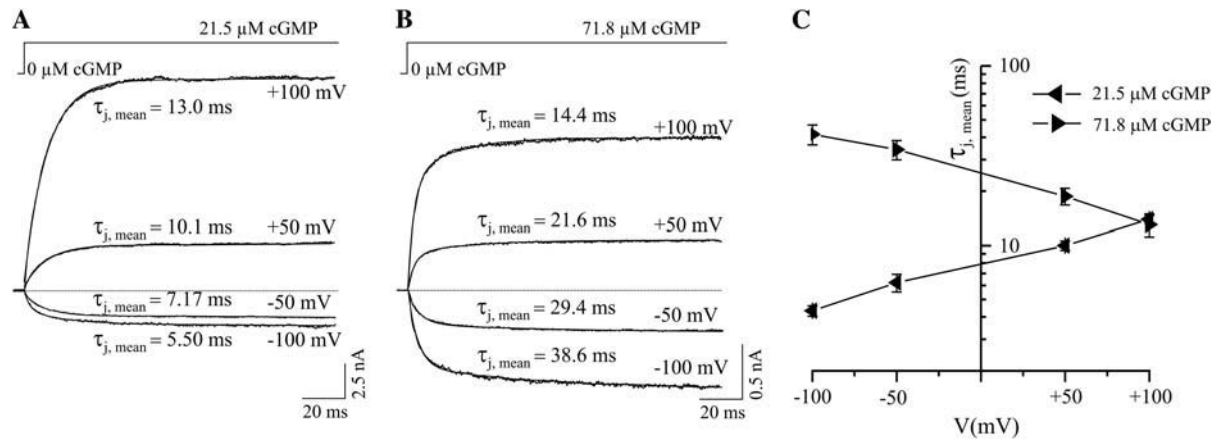 A
21.5 µM cGMP
0 µM cGMP
+100 mV
τj, mean = 13.0 ms
τj, mean = 10.1 ms
+50 mV
τj, mean = 7.17 ms
-50 mV
τj, mean = 5.50 ms
-100 mV
2.5 nA
20 ms
B
71.8 µM cGMP
0 µM cGMP
τj, mean = 14.4 ms
+100 mV
τj, mean = 21.6 ms
+50 mV
τj, mean = 29.4 ms
-50 mV
τj, mean = 38.6 ms
-100 mV
0.5 nA
20 ms
C
100
τj, mean (ms)
21.5 µM cGMP
71.8 µM cGMP
10
-100
-50
+50
+100
V(mV)